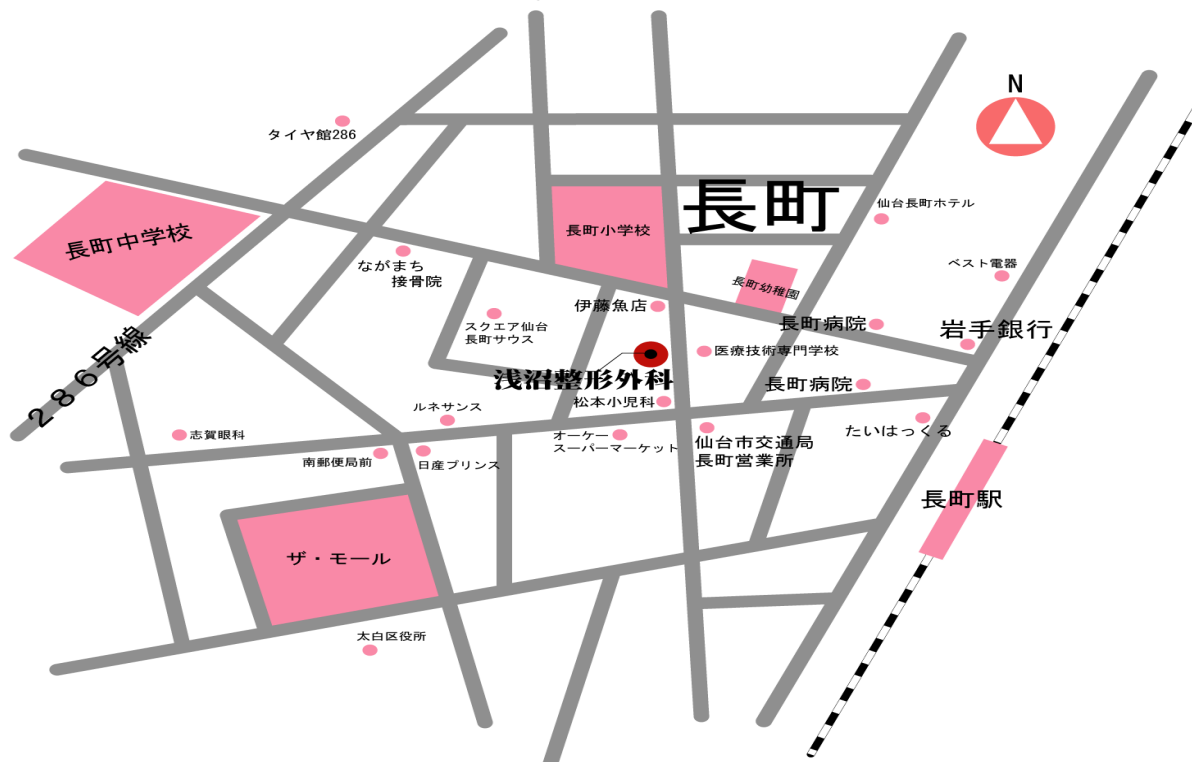 N
タイヤ館286
長町
仙台長町ホテル
長町中学校
長町小学校
ながまち
接骨院
ベスト電器
長町幼稚園
伊藤魚店
スクエア仙台
長町サウス
長町病院
岩手銀行
医療技術専門学校
286号線
浅沼整形外科
長町病院
松本小児科
ルネサンス
志賀眼科
オーケー
スーパーマーケット
仙台市交通局
長町営業所
たいはっくる
南郵便局前
日産プリンス
長町駅
ザ・モール
太白区役所